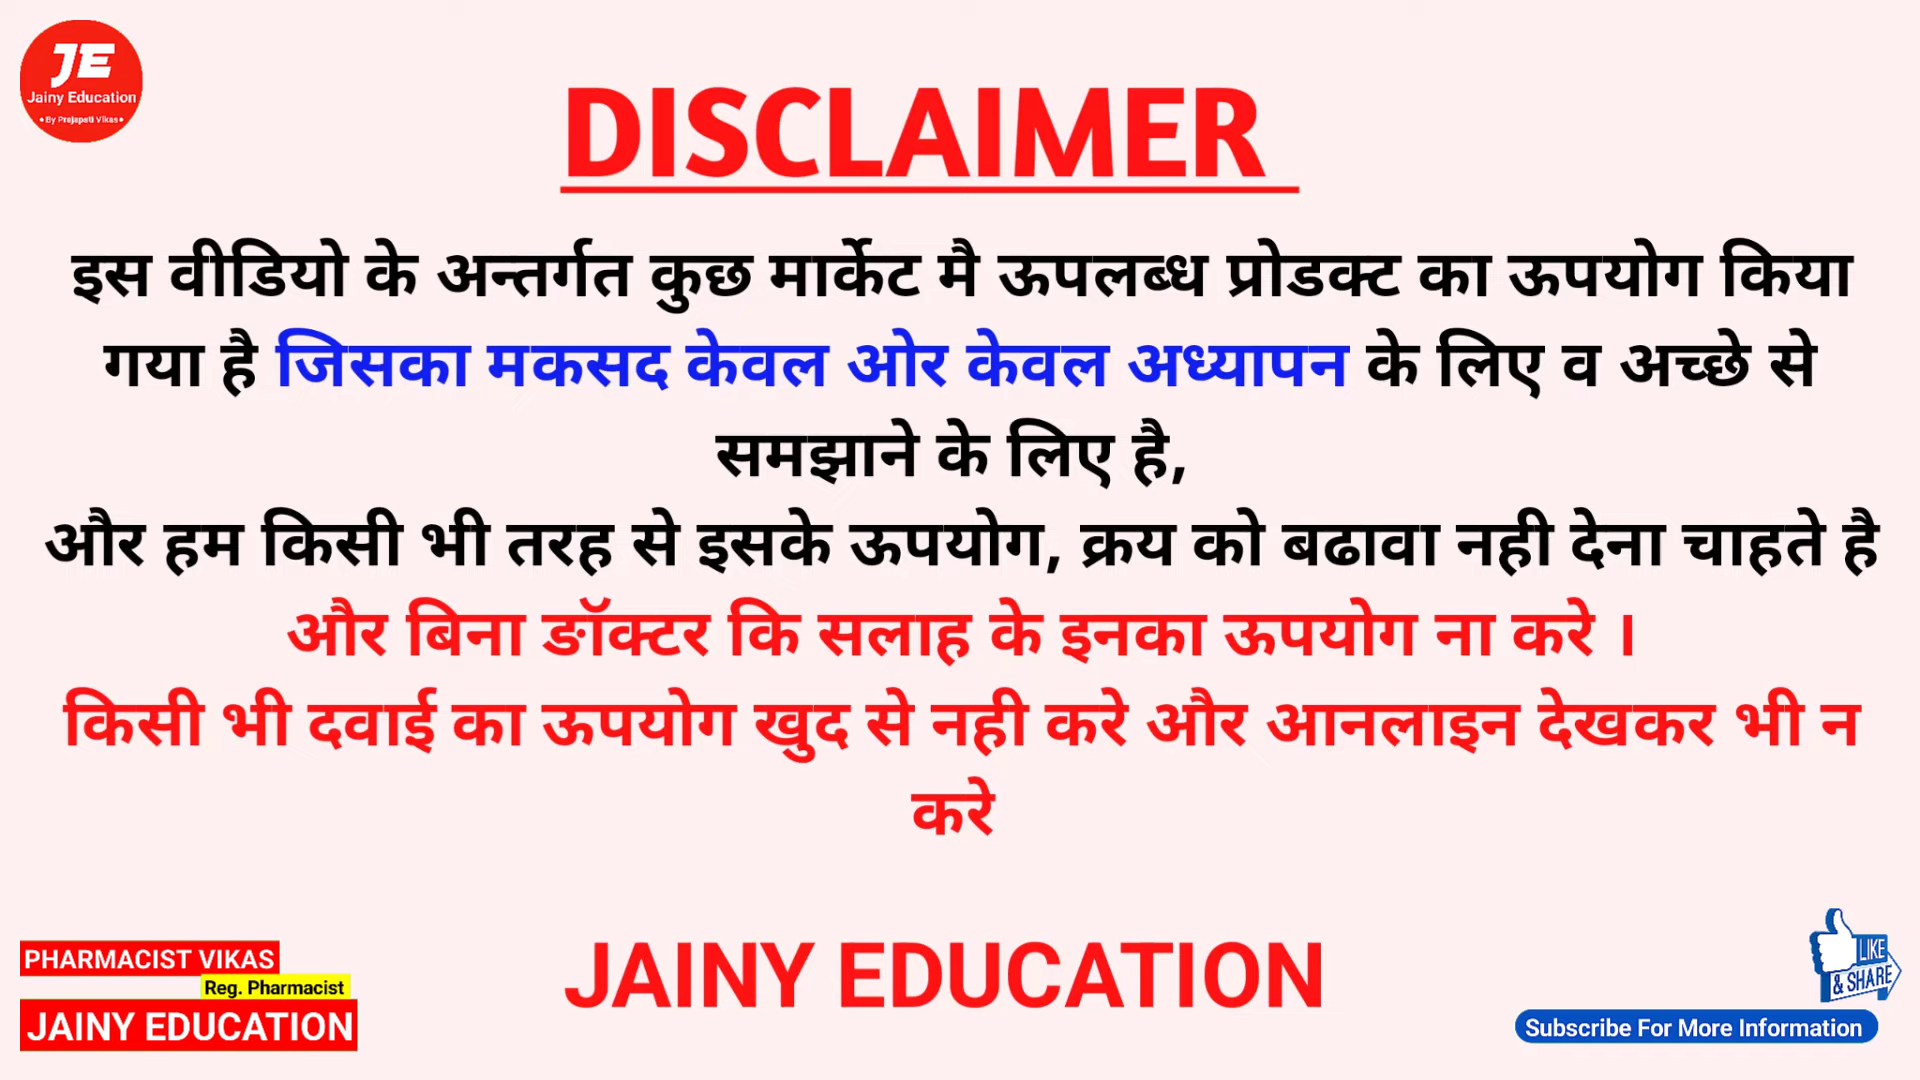 JE
Jainy Education
•By Prajapati Vikas•
DISCLAIMER
इस वीडियो के अन्तर्गत कुछ मार्केट मै ऊपलब्ध प्रोडक्ट का ऊपयोग किया
गया है जिसका मकसद केवल ओर केवल अध्यापन के लिए व अच्छे से
समझाने के लिए है,
और हम किसी भी तरह से इसके ऊपयोग, क्रय को बढावा नही देना चाहते है
और बिना ङॉक्टर कि सलाह के इनका ऊपयोग ना करे ।
किसी भी दवाई का ऊपयोग खुद से नही करे और आनलाइन देखकर भी न
करे
PHARMACIST VIKAS
Reg. Pharmacist
JAINY EDUCATION
JAINY EDUCATION
LIKE
& SHARE
Subscribe For More Information